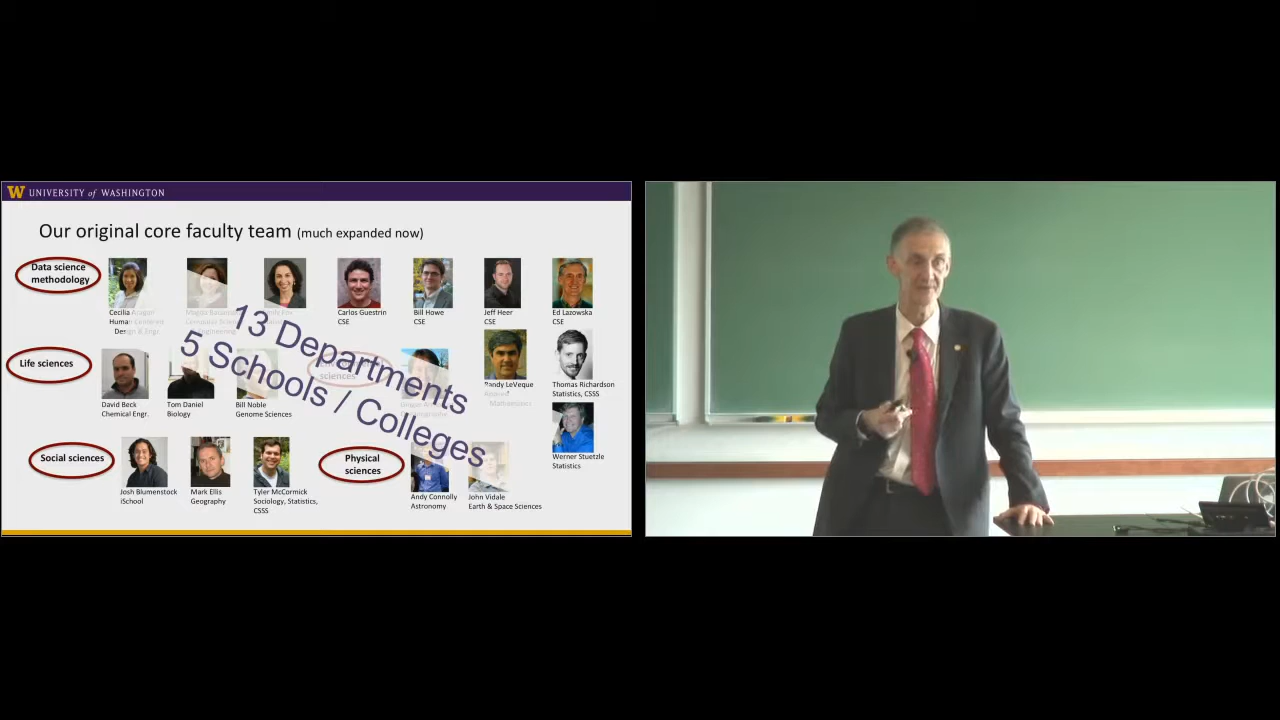 W UNIVERSITY of WASHINGTON
Our original core faculty team (much expanded now)
Data science
methodology
Cecilia Aragon
Human Centered
Design & Engr.
Carlos Guestrin
CSE
Bill Howe
CSE
Jeff Heer
CSE
Ed Lazowska
CSE
13 Departments
5 Schools / Colleges
Life sciences
David Beck
Chemical Engr.
Tom Daniel
Biology
Bill Noble
Genome Sciences
sciences
Randy LeVeque
Applied
Mathematics
Thomas Richardson
Statistics, CSSS
Werner Stuetzle
Statistics
Social sciences
Josh Blumenstock
iSchool
Mark Ellis
Geography
Tyler McCormick
Sociology, Statistics,
CSSS
Physical
sciences
Andy Connolly
Astronomy
John Vidale
Earth & Space Sciences